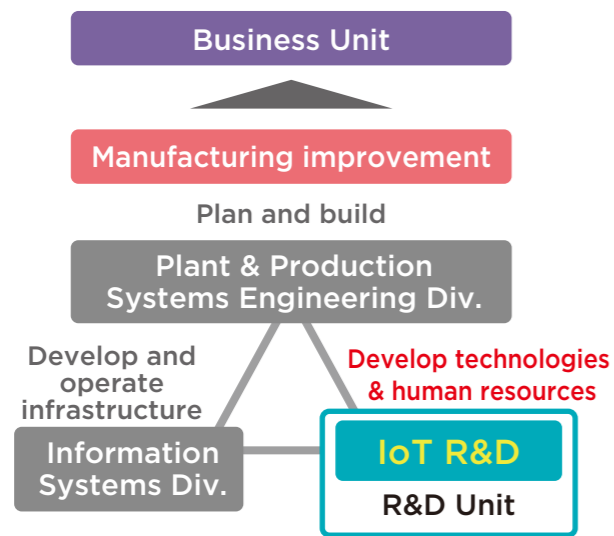 Business Unit
Manufacturing improvement
Plan and build
Plant & Production
Systems Engineering Div.
Develop and
operate
infrastructure
Develop technologies
& human resources
Information
Systems Div.
IoT R&D
R&D Unit